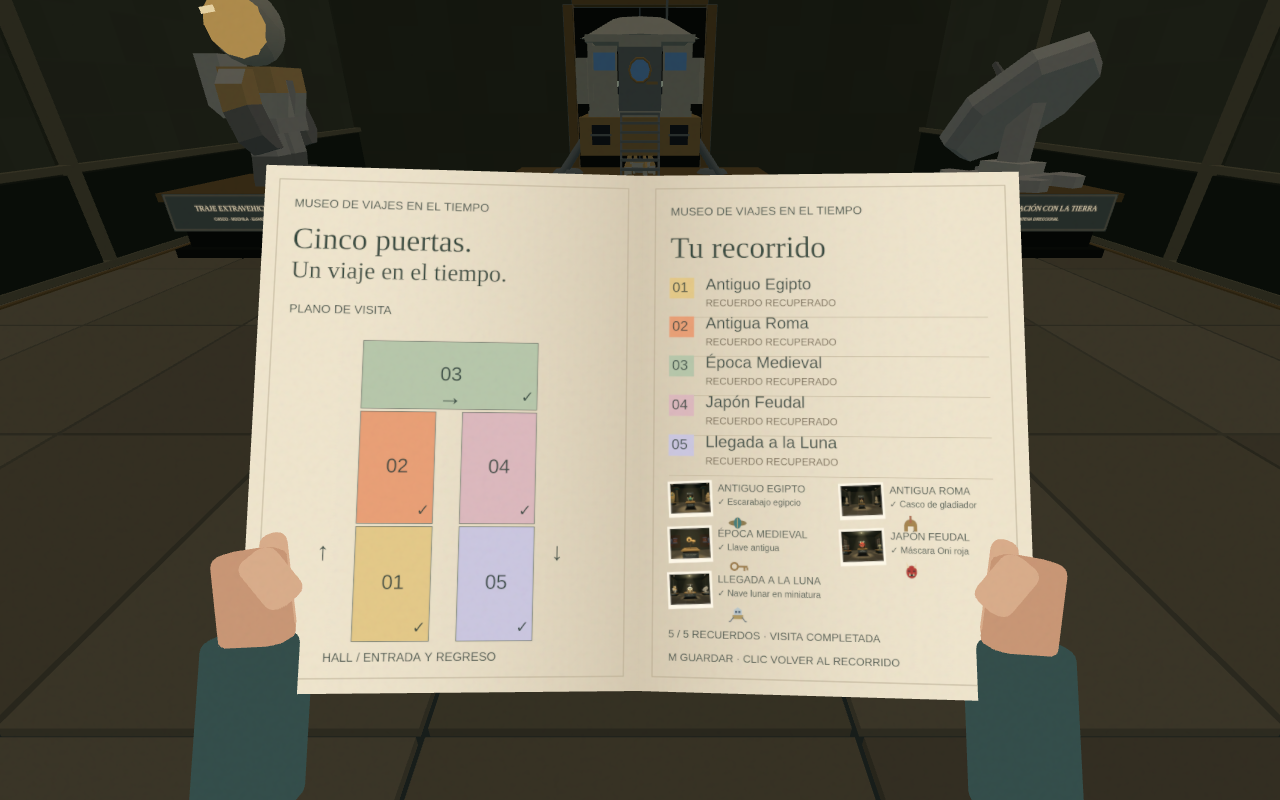 TRAJE EXTRAVEHIC
MUSEO DE VIAJES EN EL TIEMPO
Cinco puertas.
Un viaje en el tiempo.
PLANO DE VISITA
03
→
✓
02
✓
04
✓
↑
01
✓
05
✓
↓
HALL / ENTRADA Y REGRESO
MUSEO DE VIAJES EN EL TIEMPO
Tu recorrido
01 Antiguo Egipto
RECUERDO RECUPERADO
02 Antigua Roma
RECUERDO RECUPERADO
03 Época Medieval
RECUERDO RECUPERADO
04 Japón Feudal
RECUERDO RECUPERADO
05 Llegada a la Luna
RECUERDO RECUPERADO
ANTIGUO EGIPTO
✓ Escarabajo egipcio
ANTIGUA ROMA
✓ Casco de gladiador
ÉPOCA MEDIEVAL
✓ Llave antigua
JAPÓN FEUDAL
✓ Máscara Oni roja
LLEGADA A LA LUNA
✓ Nave lunar en miniatura
5 / 5 RECUERDOS · VISITA COMPLETADA
M GUARDAR · CLIC VOLVER AL RECORRIDO
ACIÓN CON LA TIERRA